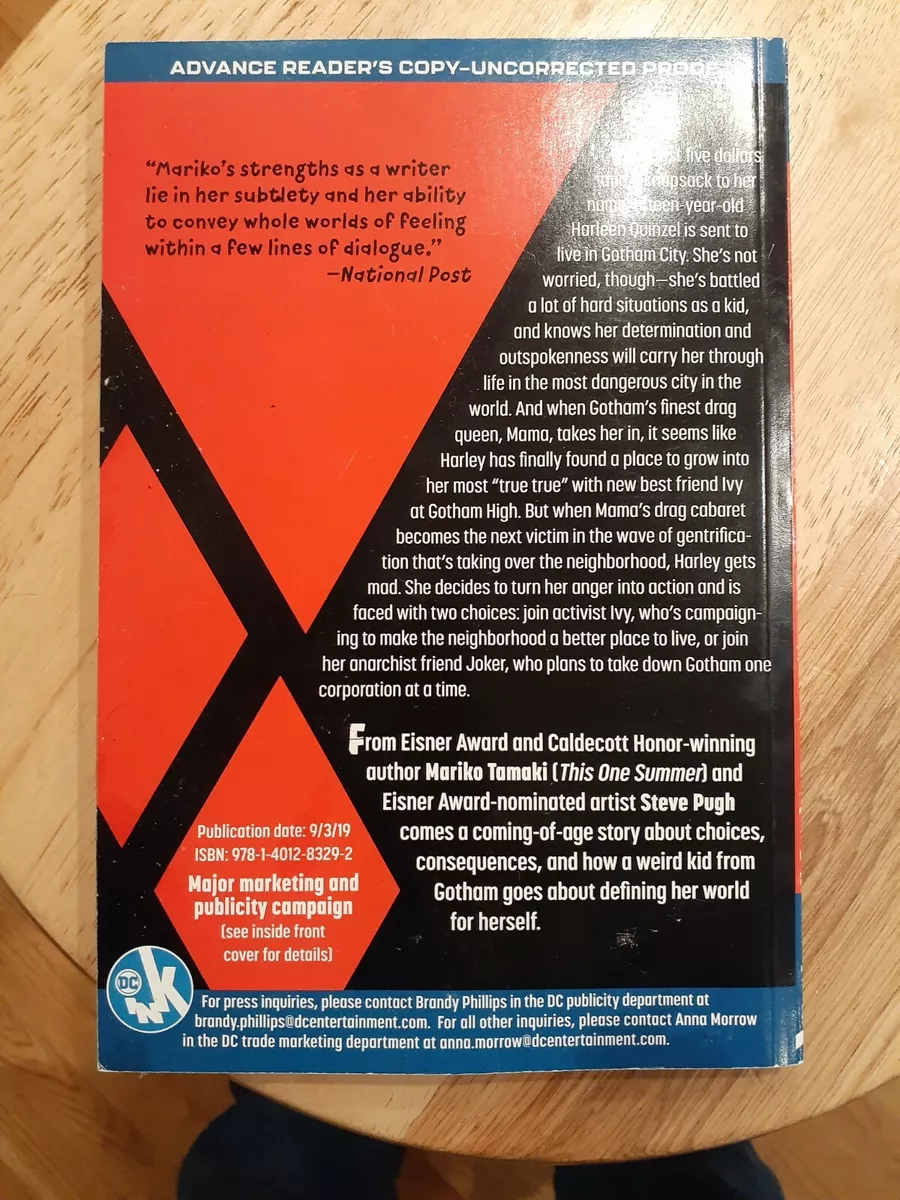 ADVANCE READER'S COPY–UNCORRECTED PROOF
"Mariko's strengths as a writer
lie in her subtlety and her ability
to convey whole worlds of feeling
within a few lines of dialogue."
—National Post
five dollars
knapsack to her
Harleen Quinzel is sent to
live in Gotham City. She's not
worried, though—she's battled
a lot of hard situations as a kid,
and knows her determination and
outspokenness will carry her through
life in the most dangerous city in the
world. And when Gotham's finest drag
queen, Mama, takes her in, it seems like
Harley has finally found a place to grow into
her most "true true" with new best friend Ivy
at Gotham High. But when Mama's drag cabaret
becomes the next victim in the wave of gentrifica-
tion that's taking over the neighborhood, Harley gets
mad. She decides to turn her anger into action and is
faced with two choices: join activist Ivy, who's campaign-
ing to make the neighborhood a better place to live, or join
her anarchist friend Joker, who plans to take down Gotham one
corporation at a time.
From Eisner Award and Caldecott Honor-winning
author Mariko Tamaki (This One Summer) and
Eisner Award-nominated artist Steve Pugh
comes a coming-of-age story about choices,
consequences, and how a weird kid from
Gotham goes about defining her world
for herself.
Publication date: 9/3/19
ISBN: 978-1-4012-8329-2
Major marketing and
publicity campaign
(see inside front
cover for details)
DC
INK
For press inquiries, please contact Brandy Phillips in the DC publicity department at
brandy.phillips@dcentertainment.com. For all other inquiries, please contact Anna Morrow
in the DC trade marketing department at anna.morrow@dcentertainment.com.